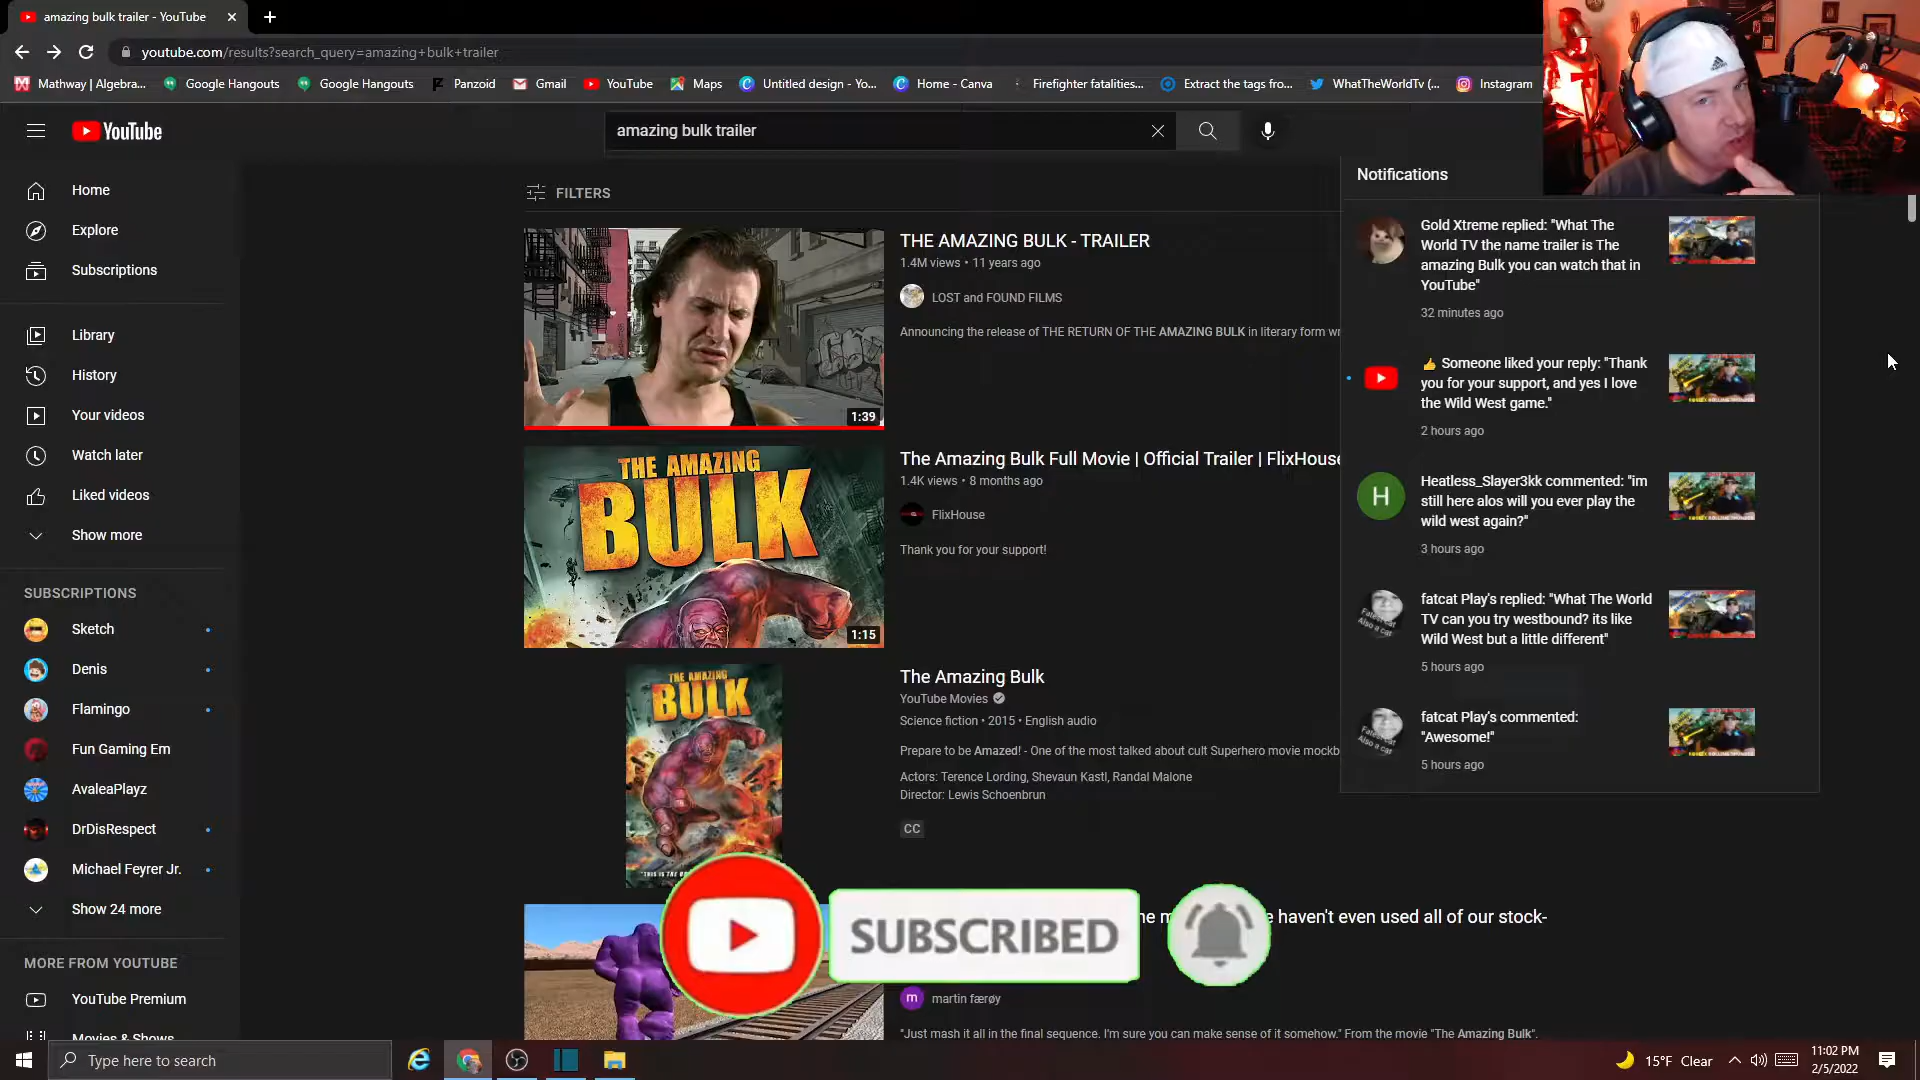 amazing bulk trailer - YouTube
youtube.com/results?search_query=amazing+bulk+trailer
Mathway | Algebra...
Google Hangouts
Google Hangouts
Panzoid
Gmail
YouTube
Maps
Untitled design - Yo...
Home - Canva
Firefighter fatalities...
Extract the tags from...
WhatTheWorldTv (...
Instagram
YouTube
amazing bulk trailer
Home
Explore
Subscriptions
Library
History
Your videos
Watch later
Liked videos
Show more
SUBSCRIPTIONS
Sketch
Denis
Flamingo
Fun Gaming Em
AvaleaPlayz
DrDisRespect
Michael Feyrer Jr.
Show 24 more
MORE FROM YOUTUBE
YouTube Premium
Movies & Shows
FILTERS
1:39
THE AMAZING BULK - TRAILER
1.4M views • 11 years ago
LOST and FOUND FILMS
Announcing the release of THE RETURN OF THE AMAZING BULK in literary form
THE AMAZING
BULK
1:15
The Amazing Bulk Full Movie | Official Trailer | FlixHouse
1.4K views • 8 months ago
FlixHouse
Thank you for your support!
THE AMAZING
BULK
The Amazing Bulk
YouTube Movies
Science fiction • 2015 • English audio
Prepare to be Amazed! - One of the most talked about cult Superhero movie mockb
Actors: Terence Lording, Shevaun Kastl, Randal Malone
Director: Lewis Schoenbrun
CC
haven't even used all of our stock-
SUBSCRIBED
m
martin færøy
"Just mash it all in the final sequence. I'm sure you can make sense of it somehow." From the movie "The Amazing Bulk".
Notifications
Gold Xtreme replied: "What The
World TV the name trailer is The
amazing Bulk you can watch that in
YouTube"
32 minutes ago
👍 Someone liked your reply: "Thank
you for your support, and yes I love
the Wild West game."
2 hours ago
H
Heatless_Slayer3kk commented: "im
still here alos will you ever play the
wild west again?"
3 hours ago
fatcat Play's replied: "What The World
TV can you try westbound? its like
Wild West but a little different"
5 hours ago
fatcat Play's commented:
"Awesome!"
5 hours ago
Type here to search
15°F Clear
11:02 PM
2/5/2022